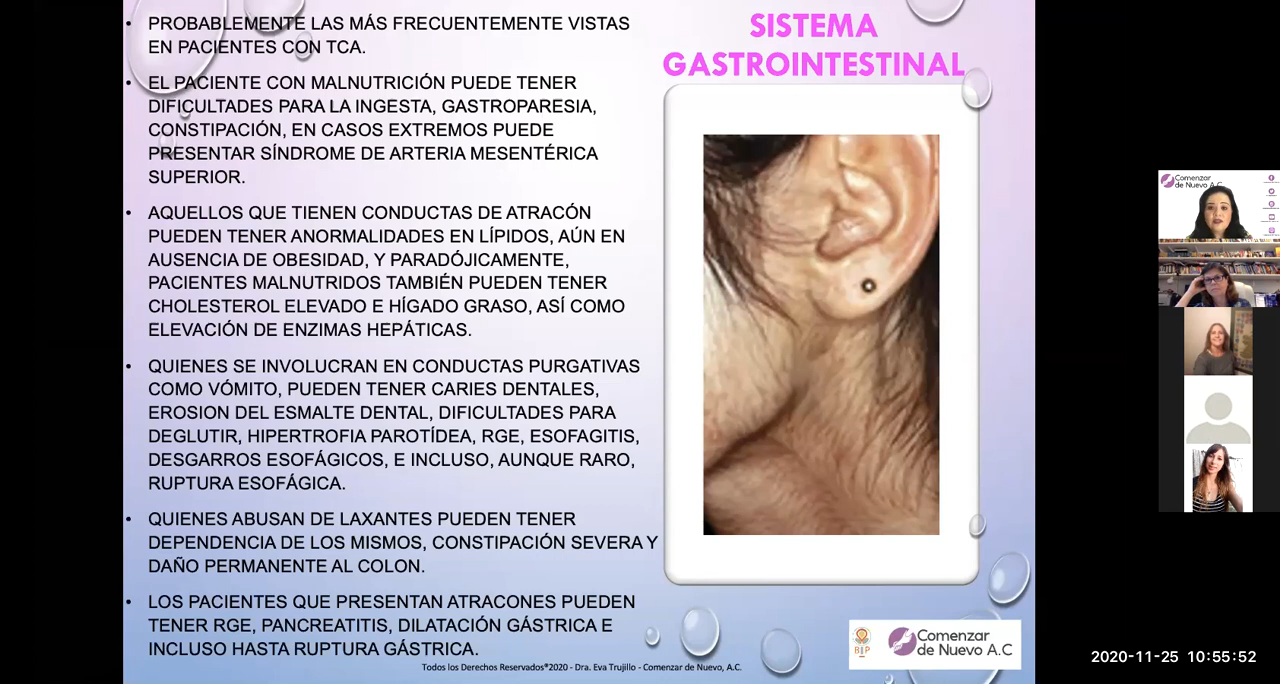 • PROBABLEMENTE LAS MÁS FRECUENTEMENTE VISTAS
EN PACIENTES CON TCA.
• EL PACIENTE CON MALNUTRICIÓN PUEDE TENER
DIFICULTADES PARA LA INGESTA, GASTROPARESIA,
CONSTIPACIÓN, EN CASOS EXTREMOS PUEDE
PRESENTAR SÍNDROME DE ARTERIA MESENTÉRICA
SUPERIOR.
• AQUELLOS QUE TIENEN CONDUCTAS DE ATRACÓN
PUEDEN TENER ANORMALIDADES EN LÍPIDOS, AÚN EN
AUSENCIA DE OBESIDAD, Y PARADÓJICAMENTE,
PACIENTES MALNUTRIDOS TAMBIÉN PUEDEN TENER
CHOLESTEROL ELEVADO E HÍGADO GRASO, ASÍ COMO
ELEVACIÓN DE ENZIMAS HEPÁTICAS.
• QUIENES SE INVOLUCRAN EN CONDUCTAS PURGATIVAS
COMO VÓMITO, PUEDEN TENER CARIES DENTALES,
EROSION DEL ESMALTE DENTAL, DIFICULTADES PARA
DEGLUTIR, HIPERTROFIA PAROTÍDEA, RGE, ESOFAGITIS,
DESGARROS ESOFÁGICOS, E INCLUSO, AUNQUE RARO,
RUPTURA ESOFÁGICA.
• QUIENES ABUSAN DE LAXANTES PUEDEN TENER
DEPENDENCIA DE LOS MISMOS, CONSTIPACIÓN SEVERA Y
DAÑO PERMANENTE AL COLON.
• LOS PACIENTES QUE PRESENTAN ATRACONES PUEDEN
TENER RGE, PANCREATITIS, DILATACIÓN GÁSTRICA E
INCLUSO HASTA RUPTURA GÁSTRICA.
Todos los Derechos Reservados®2020 - Dra. Eva Trujillo - Comenzar de Nuevo, A.C.
SISTEMA
GASTROINTESTINAL
BIP
Comenzar
de Nuevo A.C
Comenzar
de Nuevo A.C
2020-11-25 10:55:52